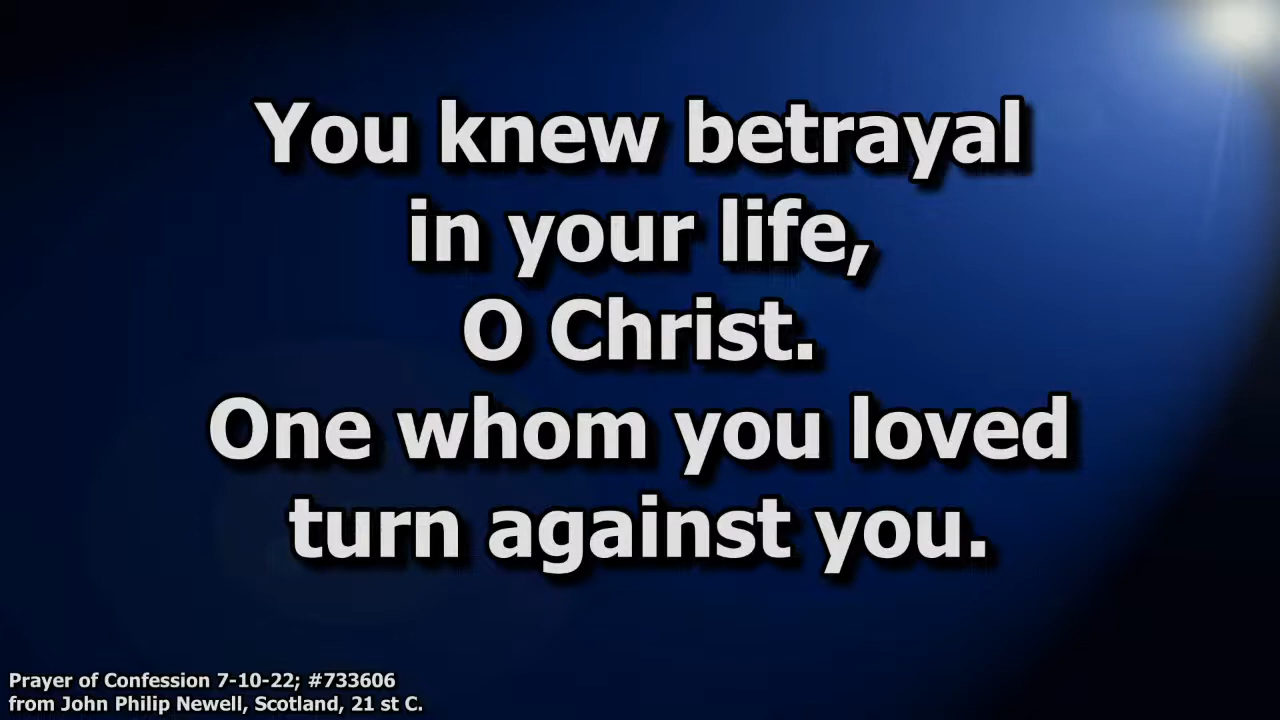 You knew betrayal
in your life,
O Christ.
One whom you loved
turn against you.
Prayer of Confession 7-10-22; #733606
from John Philip Newell, Scotland, 21 st C.